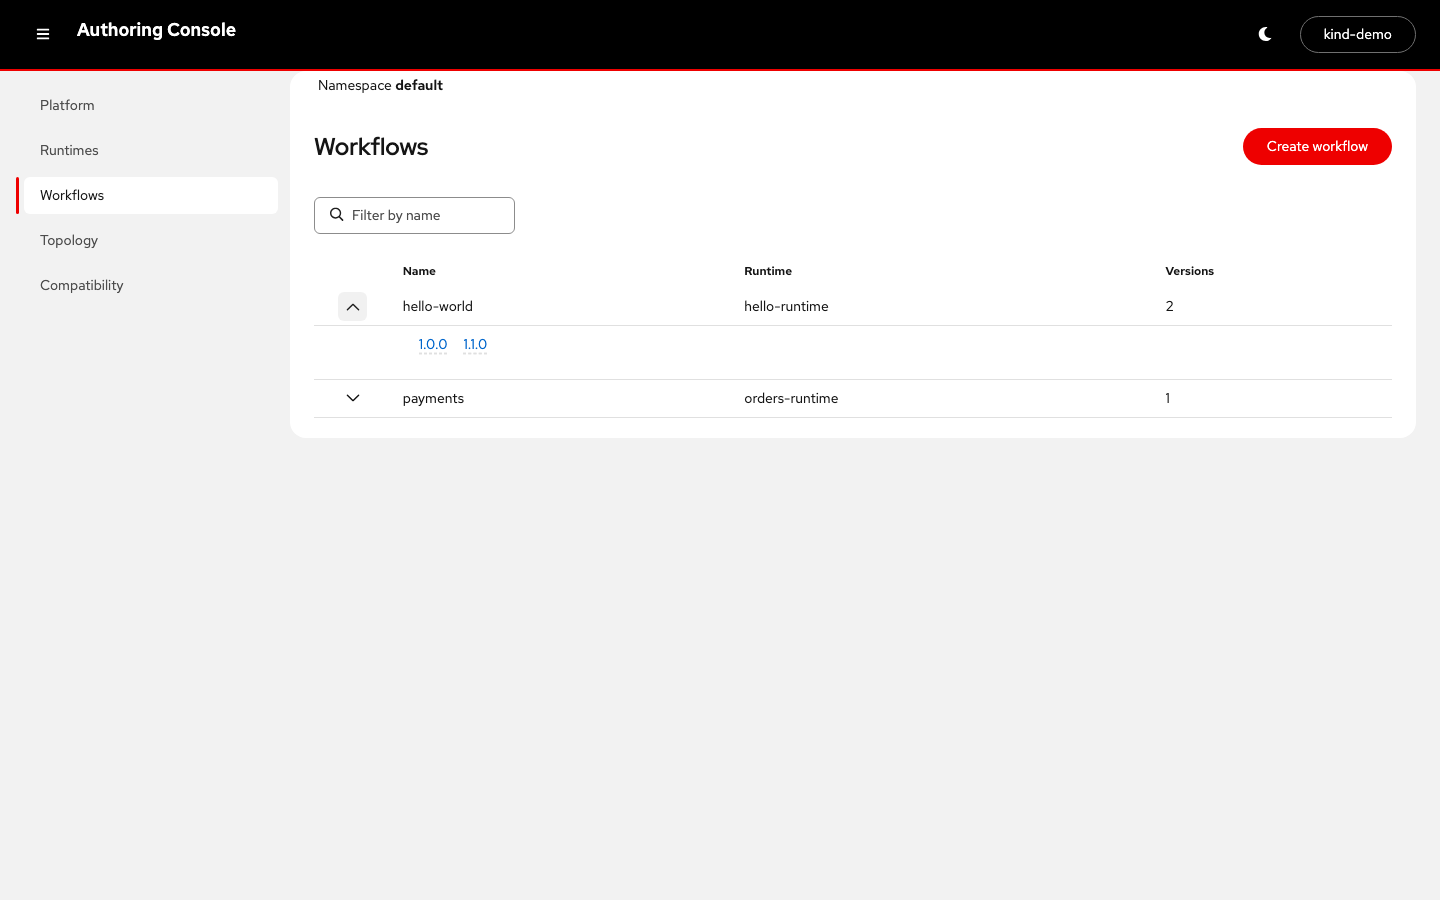 Authoring Console
kind-demo
Platform
Runtimes
Workflows
Topology
Compatibility
Namespace default
Workflows
Create workflow
Filter by name
Name Runtime Versions
hello-world hello-runtime 2
1.0.0 1.1.0
payments orders-runtime 1